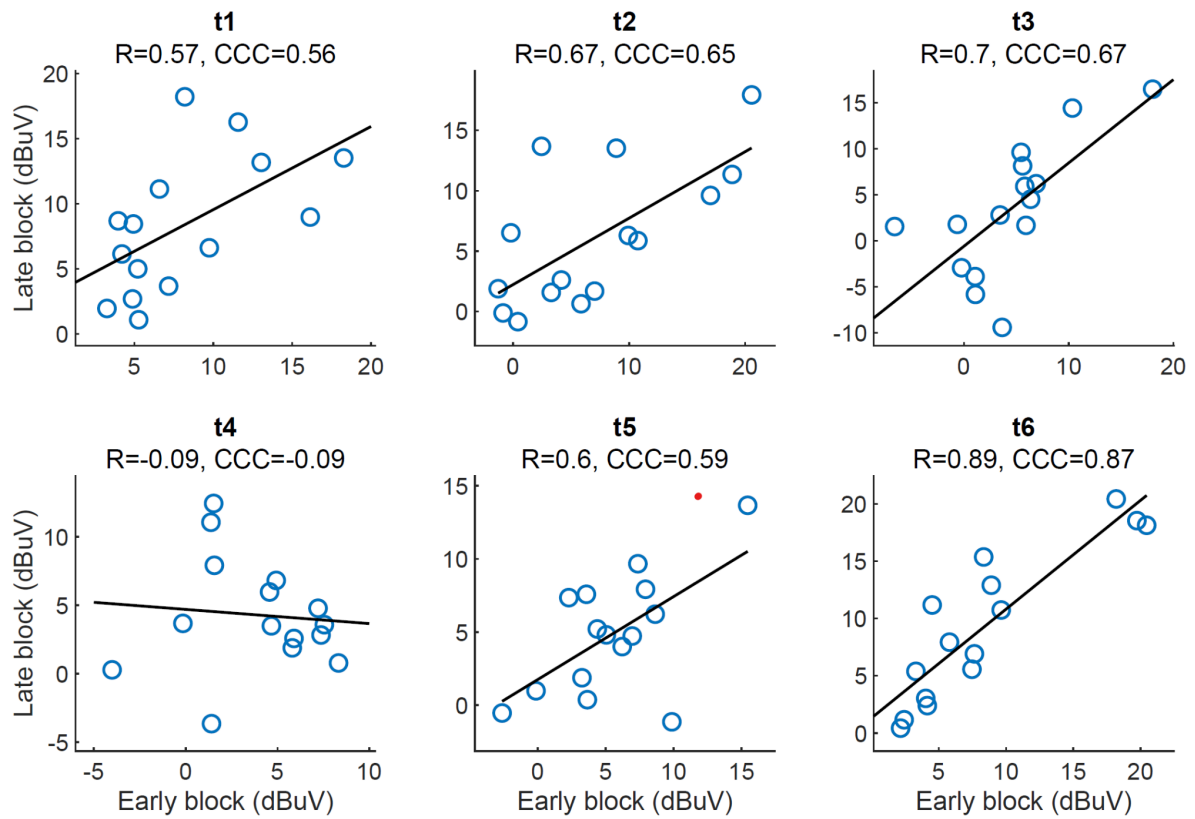 t1
R=0.57, CCC=0.56
20
15
10
5
0
5
10
15
20
Late block (dBuV)
t2
R=0.67, CCC=0.65
15
10
5
0
0
10
20
t3
R=0.7, CCC=0.67
15
10
5
0
-5
-10
0
10
20
t4
R=-0.09, CCC=-0.09
10
5
0
-5
-5
0
5
10
Late block (dBuV)
Early block (dBuV)
t5
R=0.6, CCC=0.59
15
10
5
0
0
5
10
15
Early block (dBuV)
t6
R=0.89, CCC=0.87
20
15
10
5
0
5
10
15
20
Early block (dBuV)